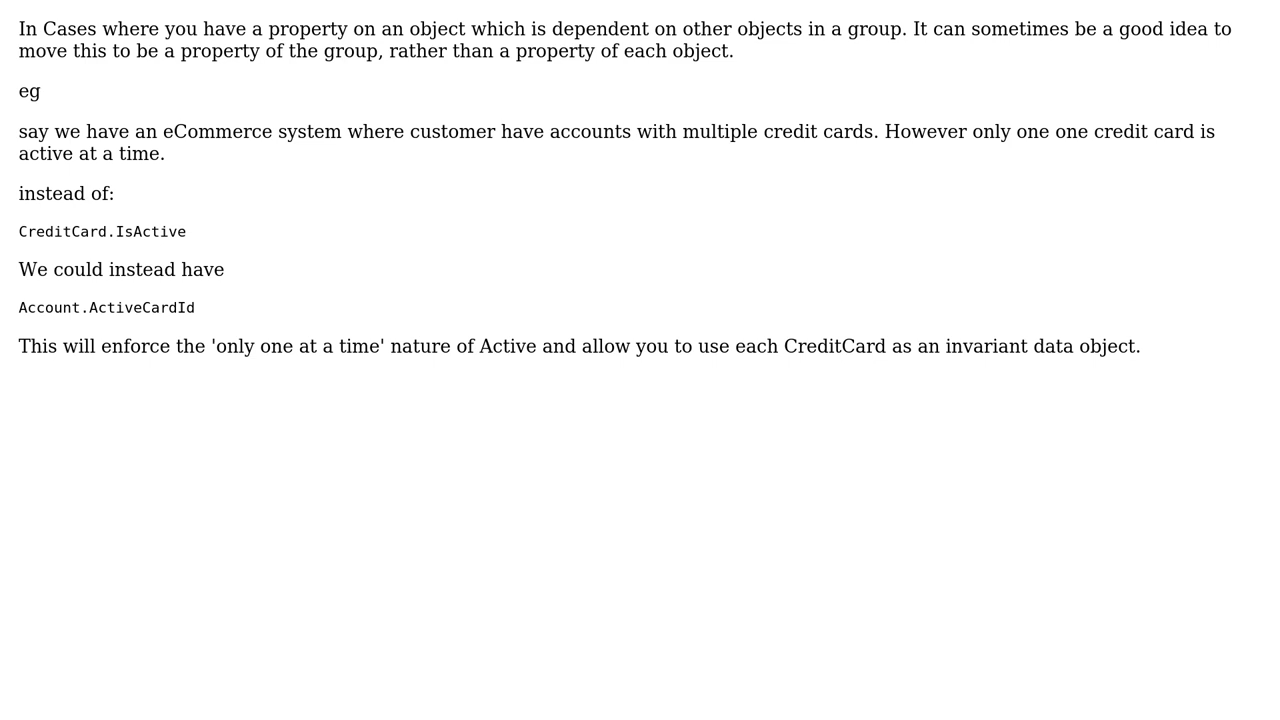 In Cases where you have a property on an object which is dependent on other objects in a group. It can sometimes be a good idea to
move this to be a property of the group, rather than a property of each object.
eg
say we have an eCommerce system where customer have accounts with multiple credit cards. However only one one credit card is
active at a time.
instead of:
CreditCard.IsActive
We could instead have
Account.ActiveCardId
This will enforce the 'only one at a time' nature of Active and allow you to use each CreditCard as an invariant data object.